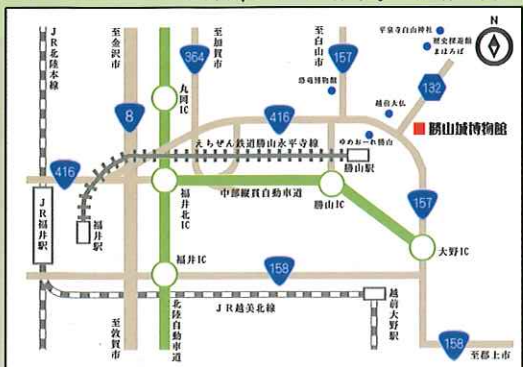 JR北陸本線
至金沢市
至加賀市
至白山市
平泉寺白山神社
歴史探遊館
まほろば
N
364
157
恐竜博物館
132
8
丸岡IC
416
越前大仏
勝山城博物館
えちぜん鉄道勝山永平寺線
ゆめおーれ勝山
勝山駅
416
中部縦貫自動車道
福井北IC
勝山IC
157
JR福井駅
福井駅
大野IC
福井IC
158
至敦賀市
北陸自動車道
JR越美北線
越前大野駅
158
至郡上市